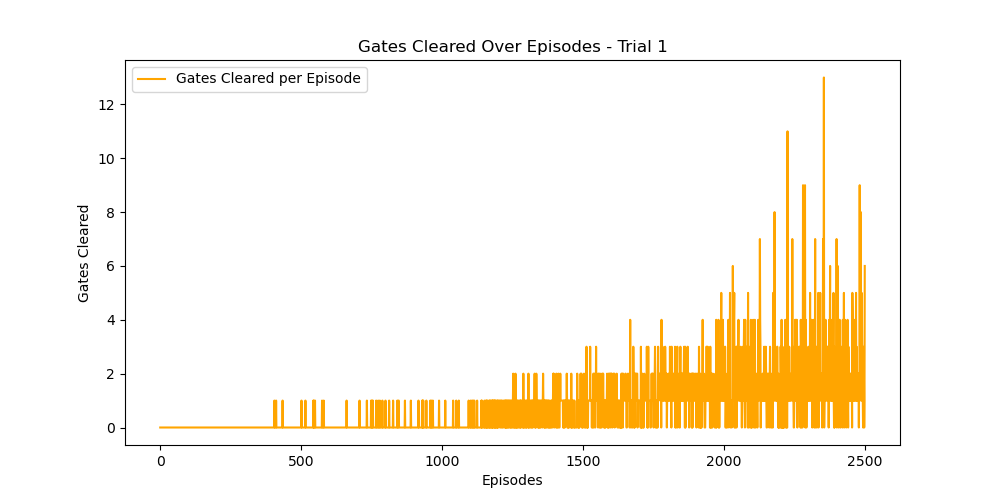 Gates Cleared Over Episodes - Trial 1
Gates Cleared per Episode
12
10
8
6
4
2
0
Gates Cleared
0 500 1000 1500 2000 2500
Episodes